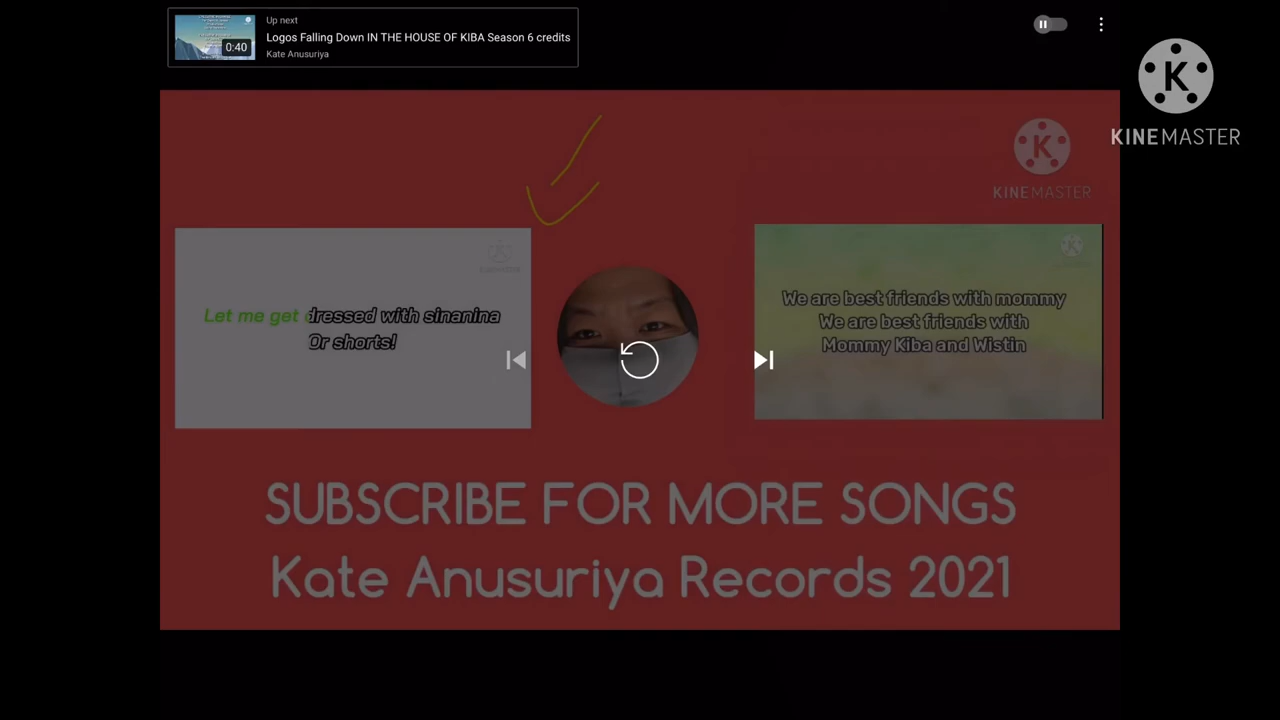 Up next
Logos Falling Down IN THE HOUSE OF KIBA Season 6 credits
0:40
Kate Anusuriya
K
KINEMASTER
K
KINEMASTER
Let me get dressed with sinanina
Or shorts!
We are best friends with mommy
We are best friends with
Mommy Kiba and Wistin
SUBSCRIBE FOR MORE SONGS
Kate Anusuriya Records 2021